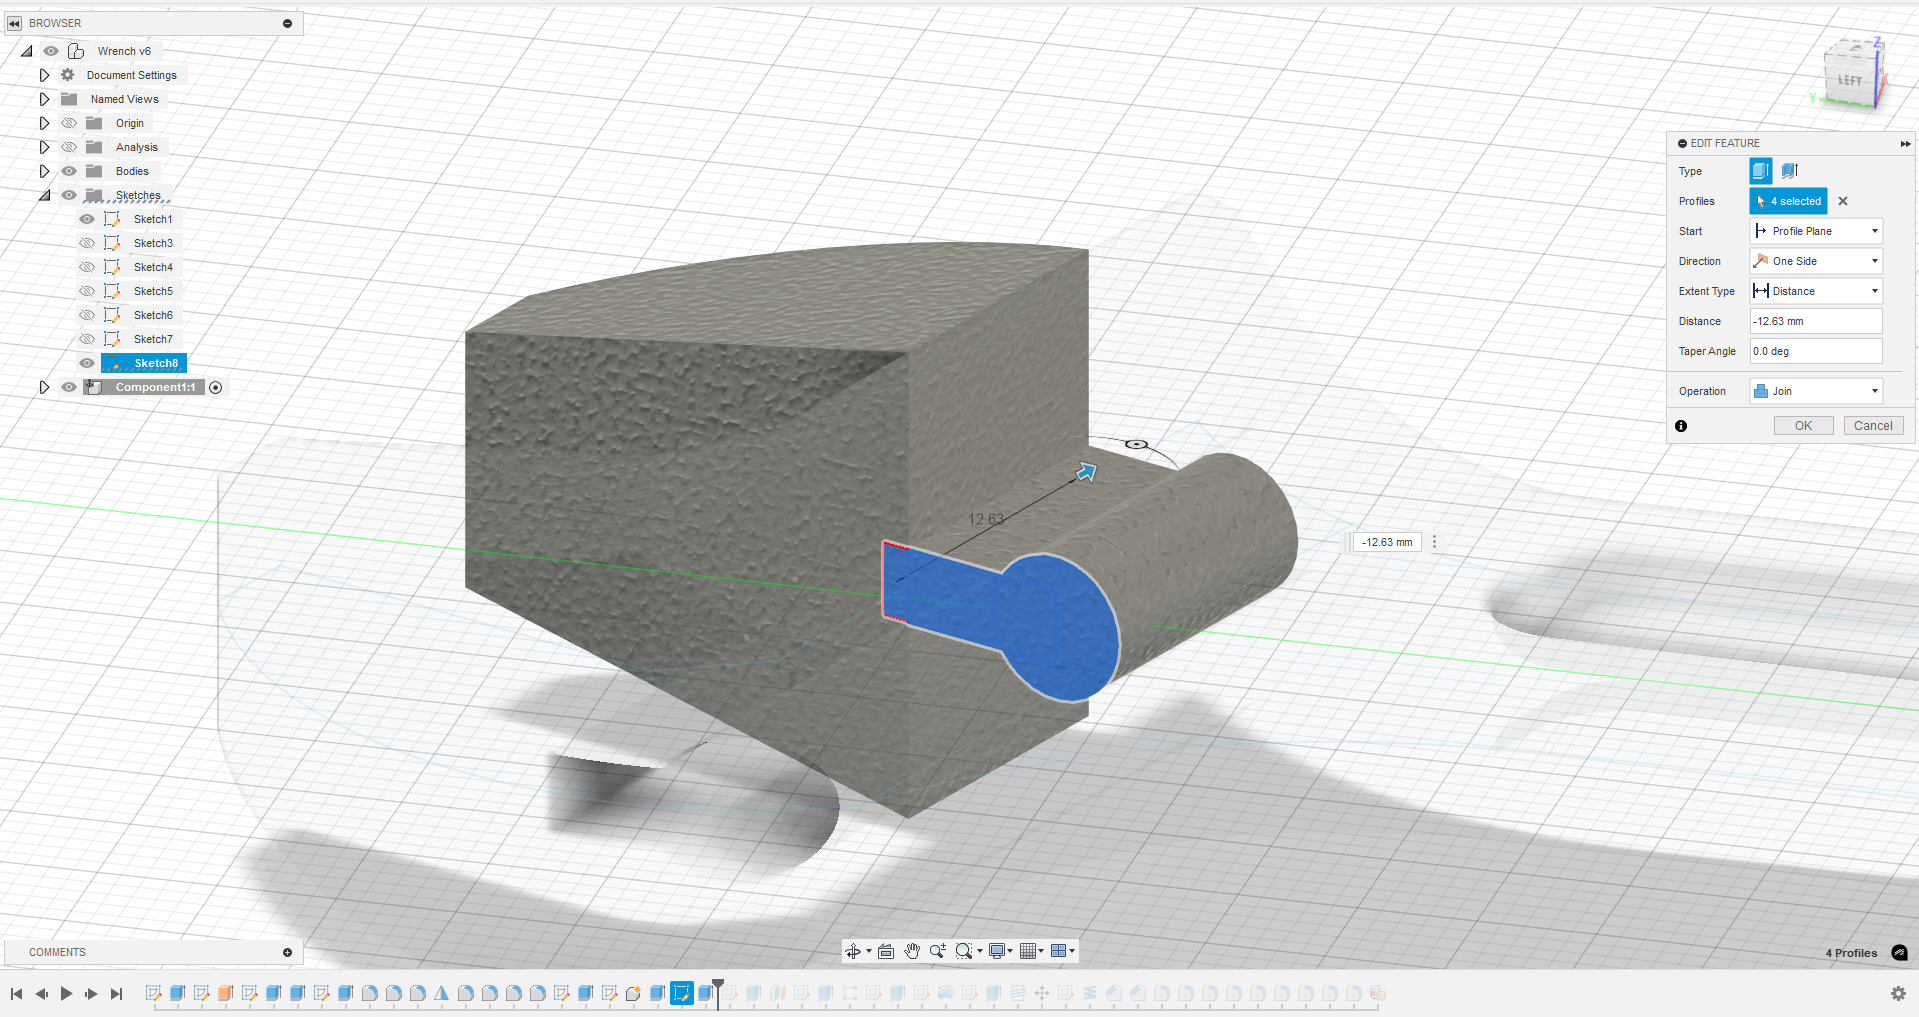 BROWSER
Wrench v6
Document Settings
Named Views
Origin
Analysis
Bodies
Sketches
Sketch1
Sketch3
Sketch4
Sketch5
Sketch6
Sketch7
Sketch8
Component1:1
Z
LEFT
Y
EDIT FEATURE
Type
Profiles 4 selected
Start Profile Plane
Direction One Side
Extent Type Distance
Distance -12.63 mm
Taper Angle 0.0 deg
Operation Join
OK Cancel
12.63
-12.63 mm
COMMENTS
4 Profiles